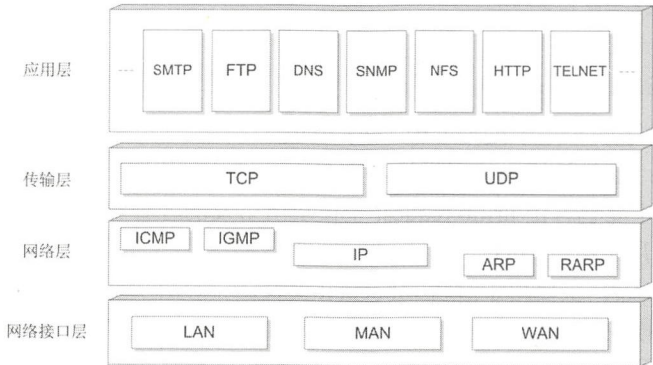 应用层
... SMTP FTP DNS SNMP NFS HTTP TELNET ...
传输层
TCP UDP
网络层
ICMP IGMP
IP
ARP RARP
网络接口层
LAN MAN WAN